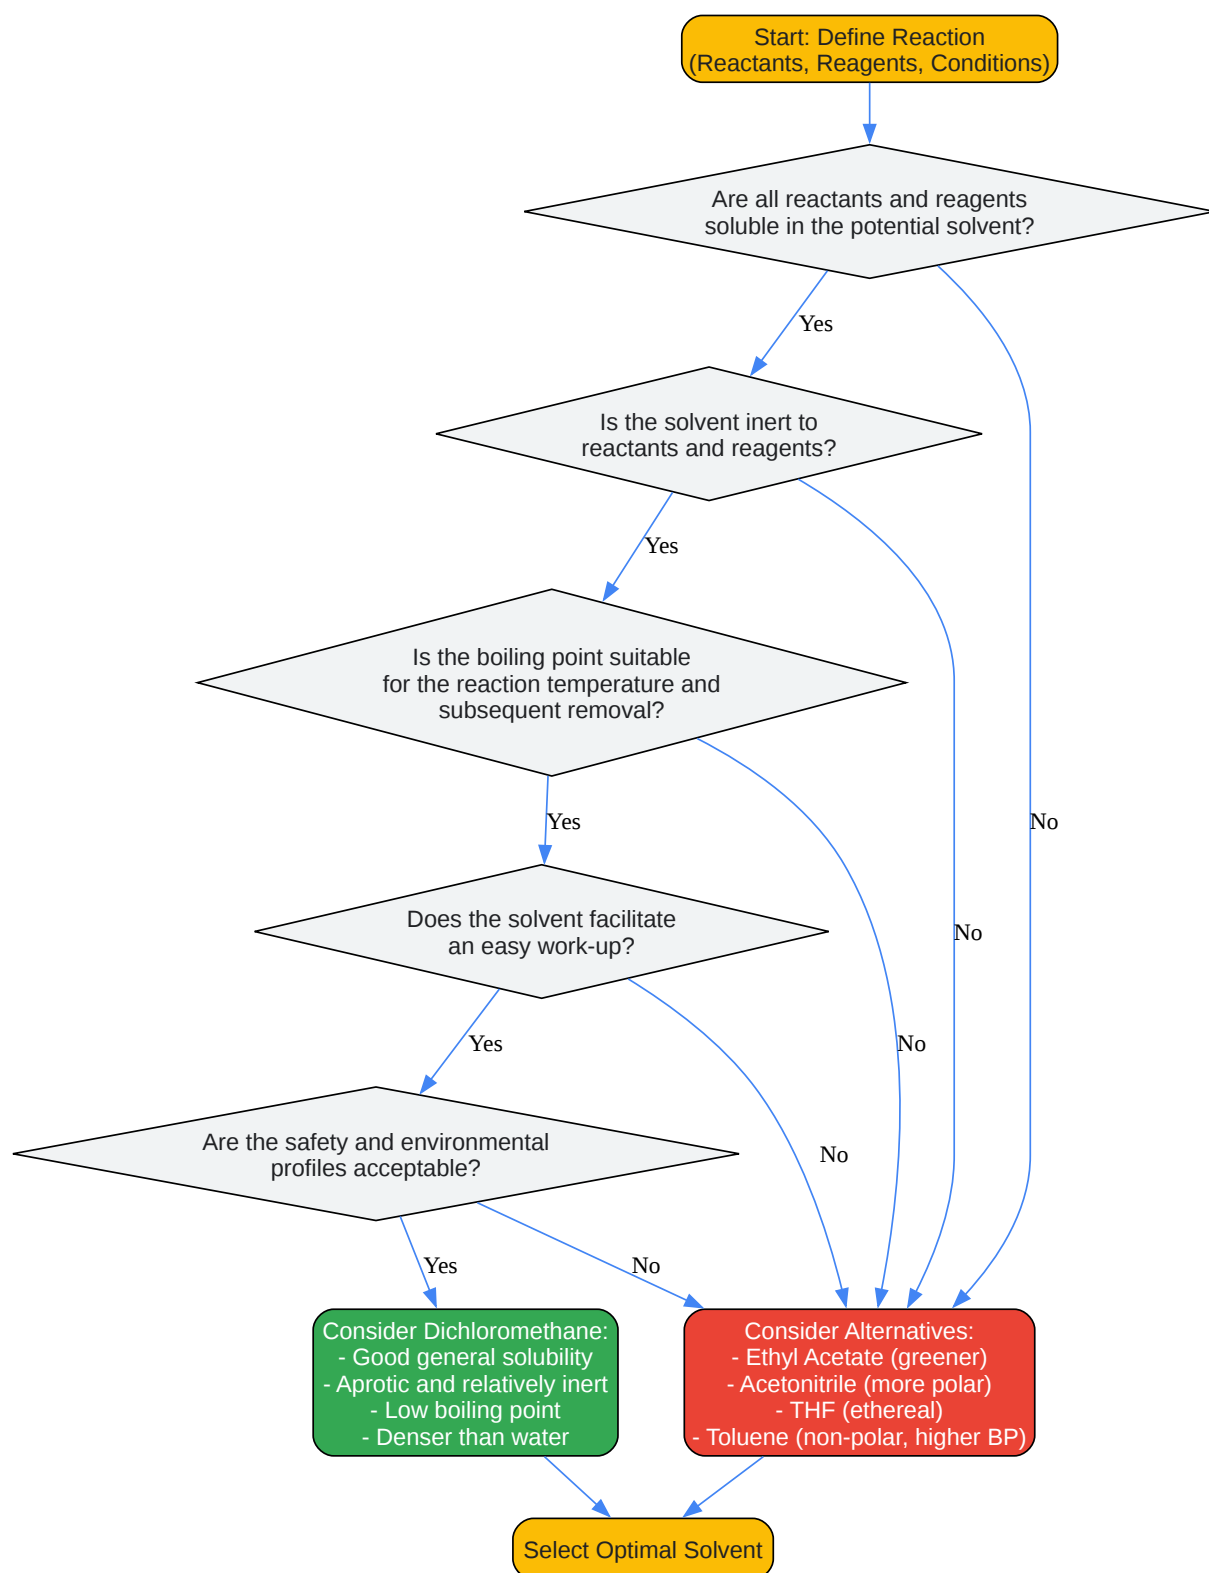 Start: Define Reaction
(Reactants, Reagents, Conditions)
Are all reactants and reagents
soluble in the potential solvent?
Yes
Is the solvent inert to
reactants and reagents?
Yes
Is the boiling point suitable
for the reaction temperature and
subsequent removal?
Yes
No
Does the solvent facilitate
an easy work-up?
No
Yes
No
Are the safety and environmental
profiles acceptable?
No
Yes
No
Consider Dichloromethane:
- Good general solubility
- Aprotic and relatively inert
- Low boiling point
- Denser than water
Consider Alternatives:
- Ethyl Acetate (greener)
- Acetonitrile (more polar)
- THF (ethereal)
- Toluene (non-polar, higher BP)
Select Optimal Solvent